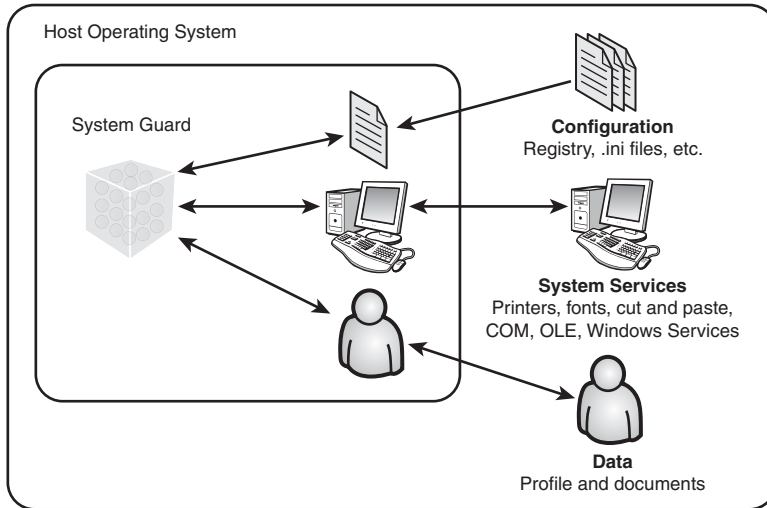 Host Operating System
System Guard
Configuration
Registry, .ini files, etc.
System Services
Printers, fonts, cut and paste,
COM, OLE, Windows Services
Data
Profile and documents